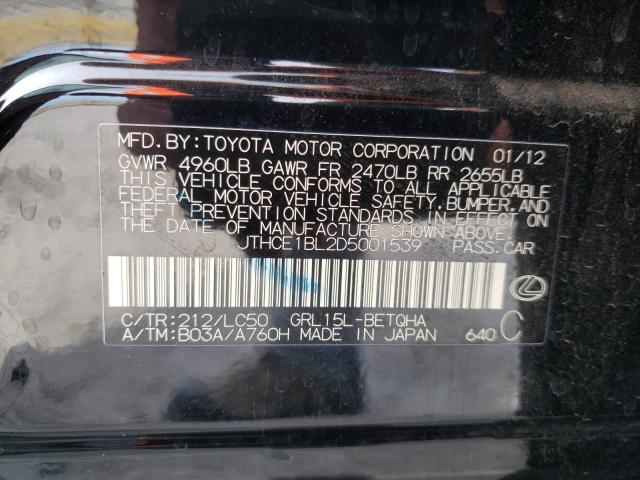 MFD. BY: TOYOTA MOTOR CORPORATION 01/12
GVWR 4960LB GAWR FR 2470LB RR 2655LB
THIS VEHICLE CONFORMS TO ALL APPLICABLE
FEDERAL MOTOR VEHICLE SAFETY, BUMPER, AND
THEFT PREVENTION STANDARDS IN EFFECT ON
THE DATE OF MANUFACTURE SHOWN ABOVE.
JTHCE1BL2D5001539 PASS.CAR
C/TR: 212/LC50 GRL15L-BETQHA
A/TM: B03A/A760H MADE IN JAPAN 640 C